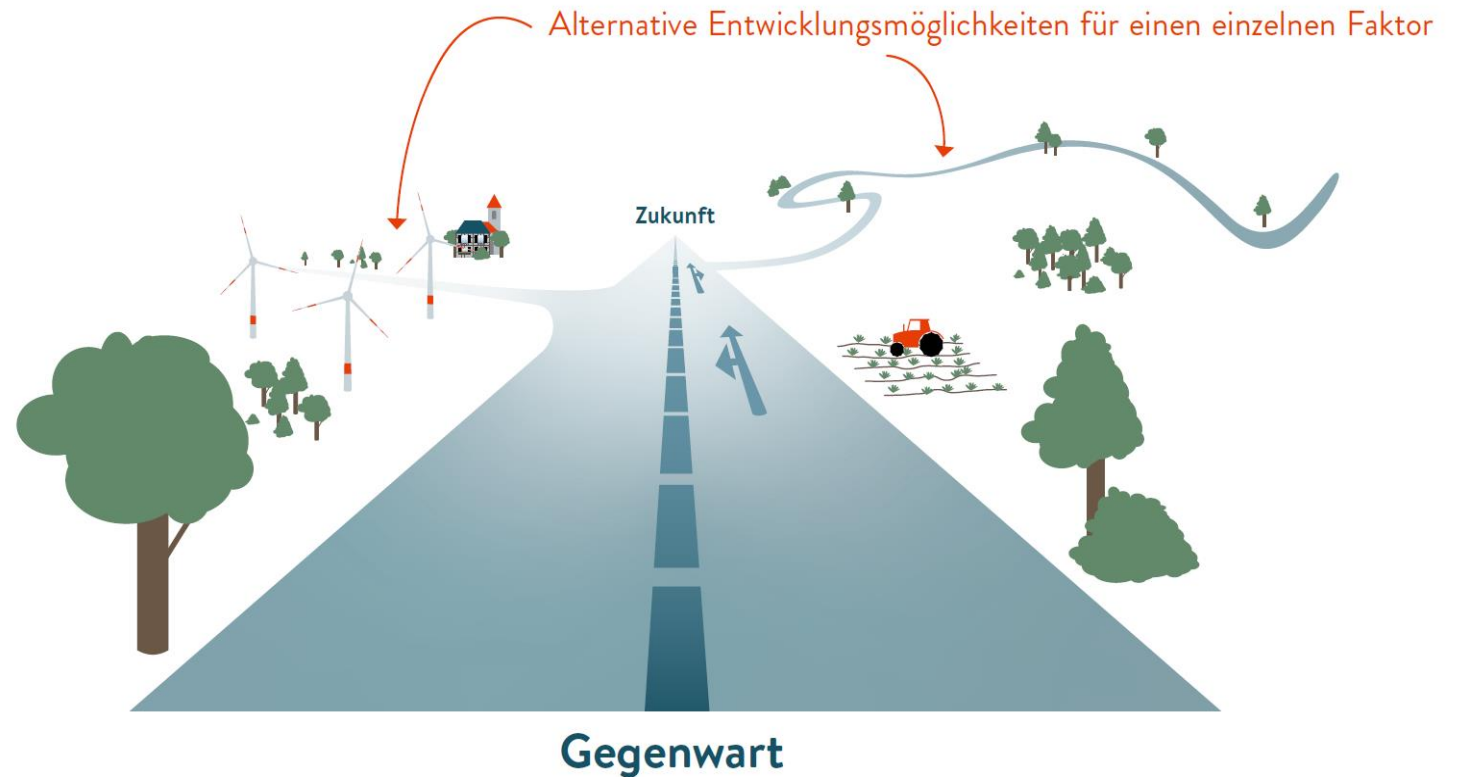 Alternative Entwicklungsmöglichkeiten für einen einzelnen Faktor
Zukunft
Gegenwart